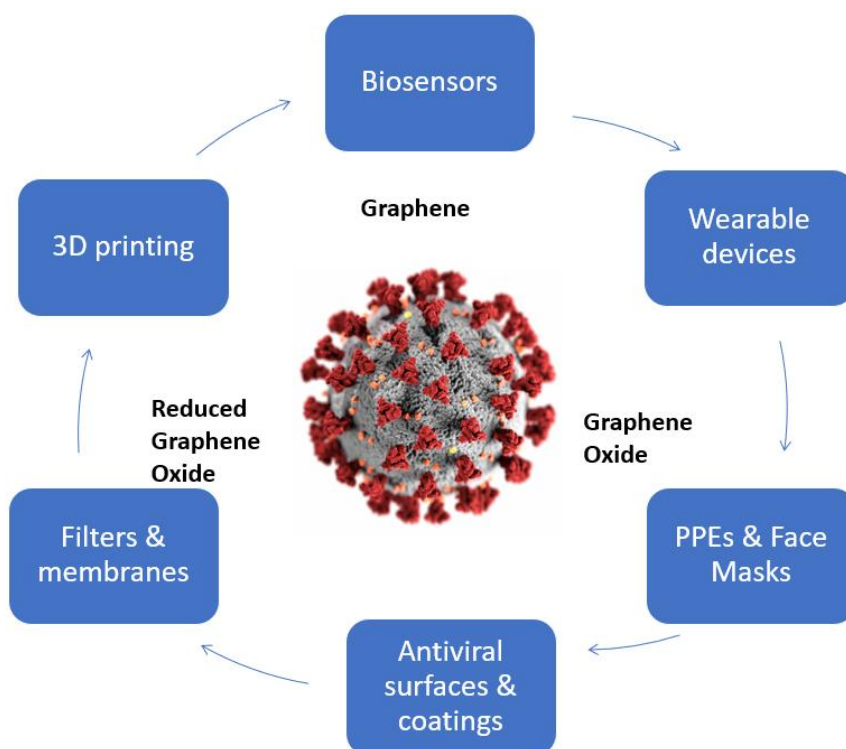 Biosensors
Graphene
3D printing
Wearable
devices
Reduced
Graphene
Oxide
Graphene
Oxide
Filters &
membranes
PPEs & Face
Masks
Antiviral
surfaces &
coatings